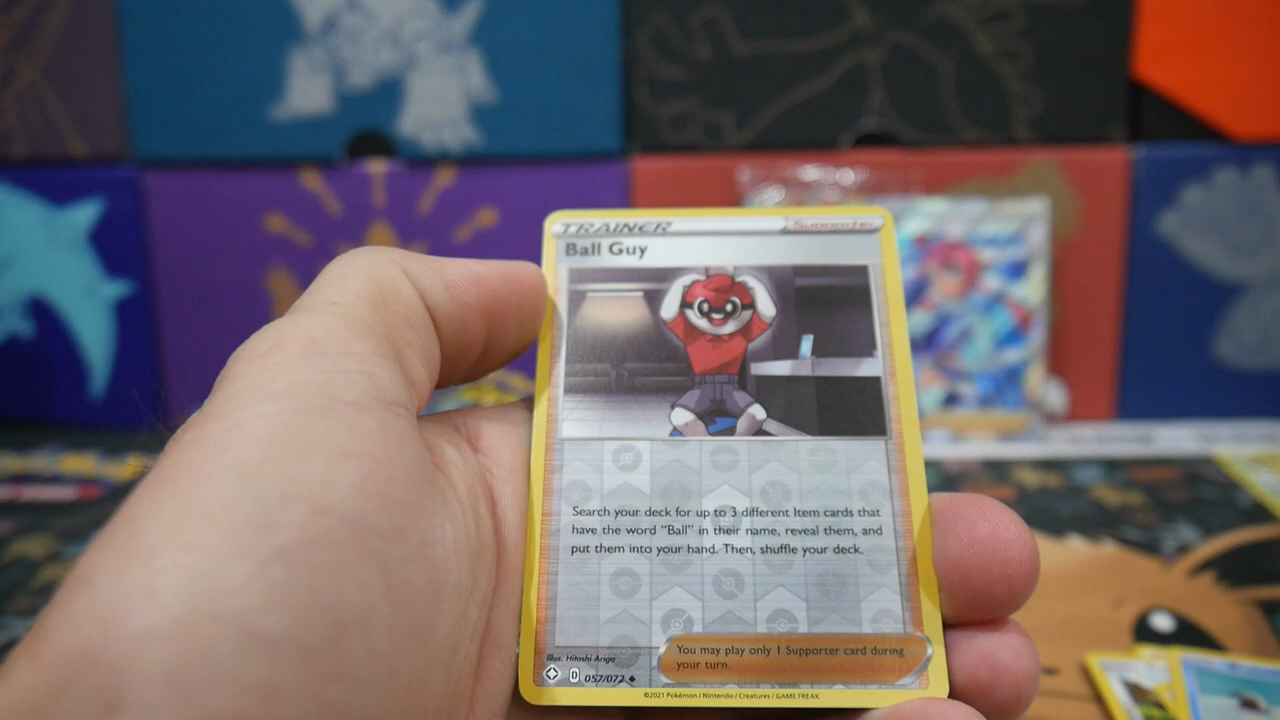 TRAINER
Supporter
Ball Guy
Search your deck for up to 3 different Item cards that
have the word “Ball” in their name, reveal them, and
put them into your hand. Then, shuffle your deck.
You may play only 1 Supporter card during
your turn.
Illus. Hitoshi Ariga
D 057/072
©2021 Pokémon / Nintendo / Creatures / GAME FREAK